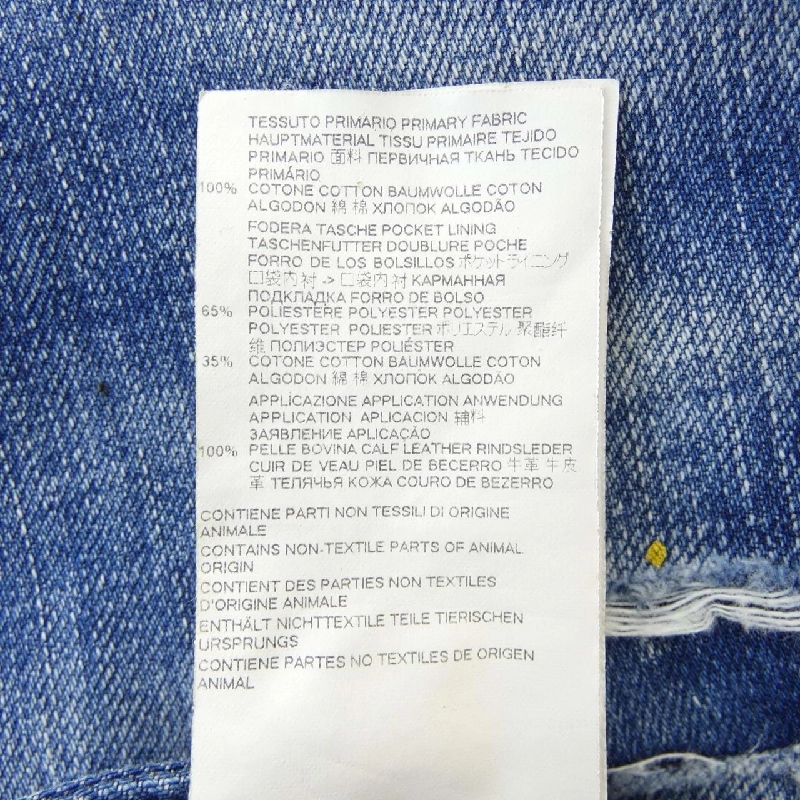 TESSUTO PRIMARIO PRIMARY FABRIC
HAUPTMATERIAL TISSU PRIMAIRE TEJIDO
PRIMARIO 面料 ПЕРВИЧНАЯ ТКАНЬ TECIDO
PRIMÁRIO
100% COTONE COTTON BAUMWOLLE COTON
ALGODON 綿 棉 ХЛОПОК ALGODÃO
FODERA TASCHE POCKET LINING
TASCHENFUTTER DOUBLURE POCHE
FORRO DE LOS BOLSILLOS ポケットライニング
口袋内衬 -> 口袋内衬 КАРМАННАЯ
ПОДКЛАДКА FORRO DE BOLSO
65% POLIESTERE POLYESTER POLYESTER
POLYESTER POLIESTER ポリエステル 聚酯纤
维 ПОЛИЭСТЕР POLIÉSTER
35% COTONE COTTON BAUMWOLLE COTON
ALGODON 綿 棉 ХЛОПОК ALGODÃO
APPLICAZIONE APPLICATION ANWENDUNG
APPLICATION APLICACION 辅料
ЗАЯВЛЕНИЕ APLICAÇÃO
100% PELLE BOVINA CALF LEATHER RINDSLEDER
CUIR DE VEAU PIEL DE BECERRO 牛革 牛皮
革 ТЕЛЯЧЬЯ КОЖА COURO DE BEZERRO
CONTIENE PARTI NON TESSILI DI ORIGINE
ANIMALE
CONTAINS NON-TEXTILE PARTS OF ANIMAL
ORIGIN
CONTIENT DES PARTIES NON TEXTILES
D'ORIGINE ANIMALE
ENTHÄLT NICHTTEXTILE TEILE TIERISCHEN
URSPRUNGS
CONTIENE PARTES NO TEXTILES DE ORIGEN
ANIMAL